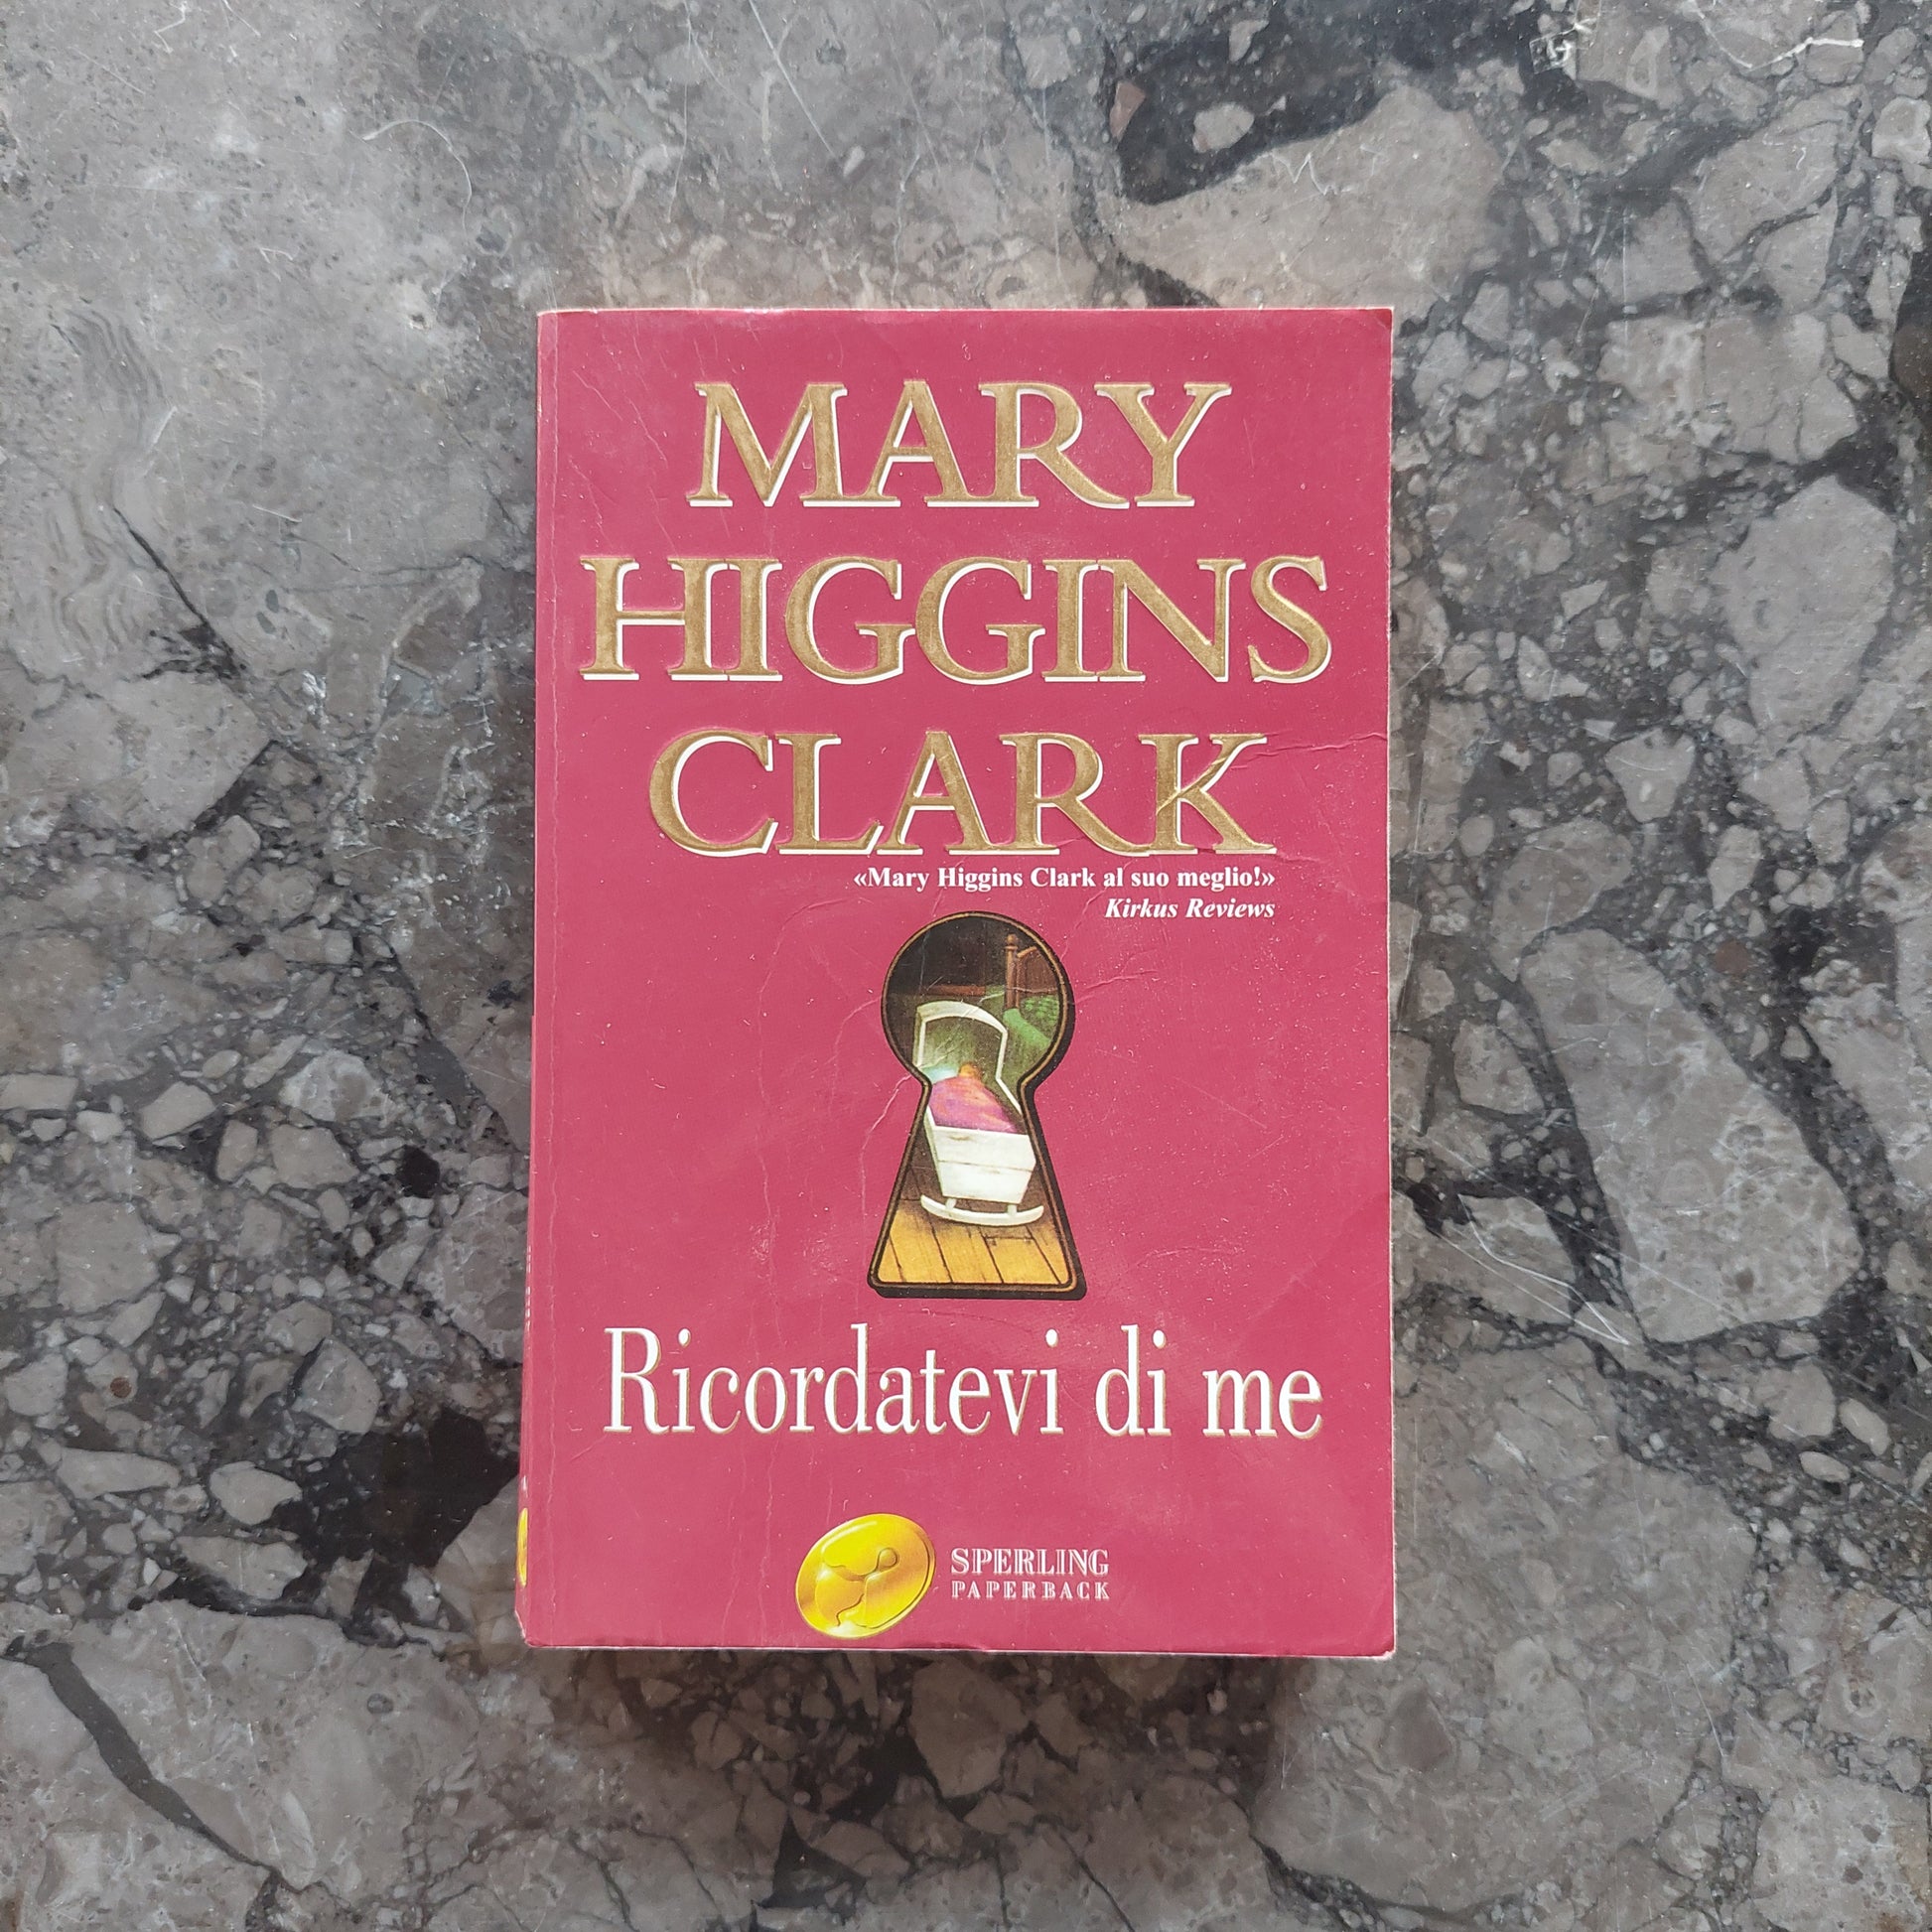 MARY
HIGGINS
CLARK
«Mary Higgins Clark al suo meglio!»
Kirkus Reviews
Ricordatevi di me
SPERLING
PAPERBACK